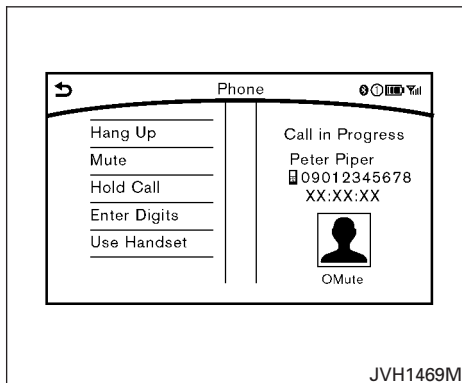 Phone
①
Hang Up
Mute
Hold Call
Enter Digits
Use Handset
Call in Progress
Peter Piper
09012345678
XX:XX:XX
OMute
JVH1469M